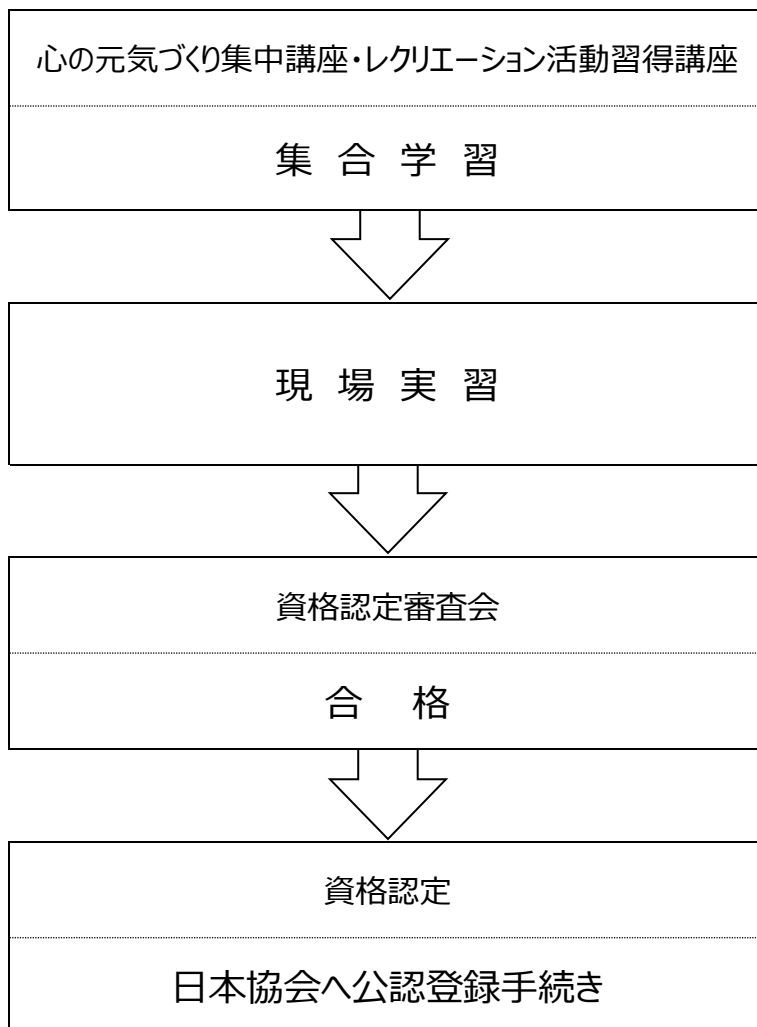 心の元気づくり集中講座・レクリエーション活動習得講座
集合学習
現場実習
資格認定審査会
合格
資格認定
日本協会へ公認登録手続き